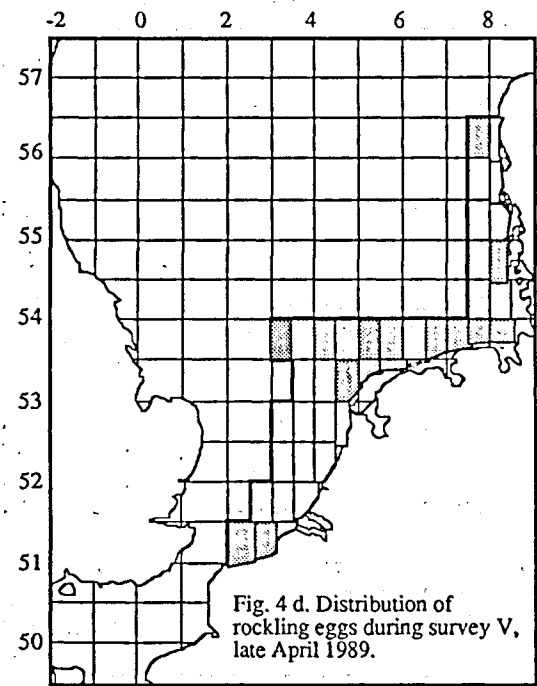 -2 0 2 4 6 8
57
56
55
54
53
52
51
50
Fig. 4 d. Distribution of
rockling eggs during survey V,
late April 1989.